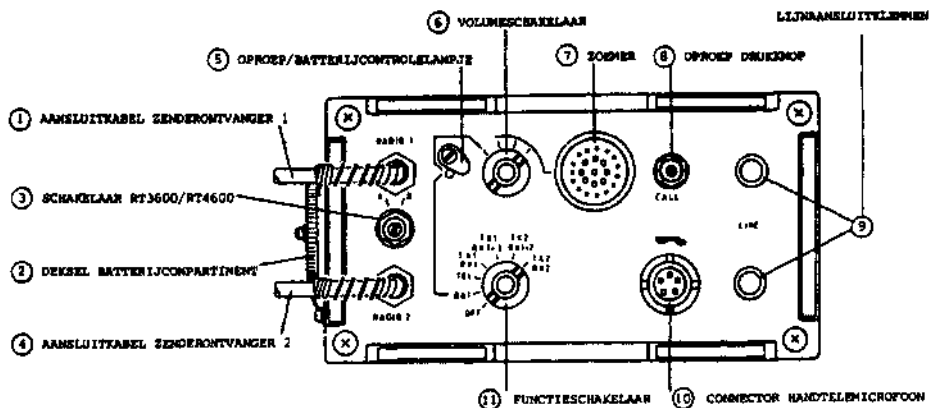 LIJNAANSLUITKLEMMEN
⑥ VOLUMESCHAKELAAR
⑤ OPROEP/BATTERIJCONTROLELAMPJE
⑦ ZOEMER
⑧ OPROEP DRUKKNOP
① AANSLUITKABEL ZENDERONTVANGER 1
RADIO 1
③ SCHAKELAAR RT3600/RT4600
CALL
LINE
⑨
② DEKSEL BATTERIJCOMPARTIMENT
TEL
BAT
OFF
RADIO 2
④ AANSLUITKABEL ZENDERONTVANGER 2
⑪ FUNCTIESCHAKELAAR
⑩ CONNECTOR HANDTELEMICROFOON